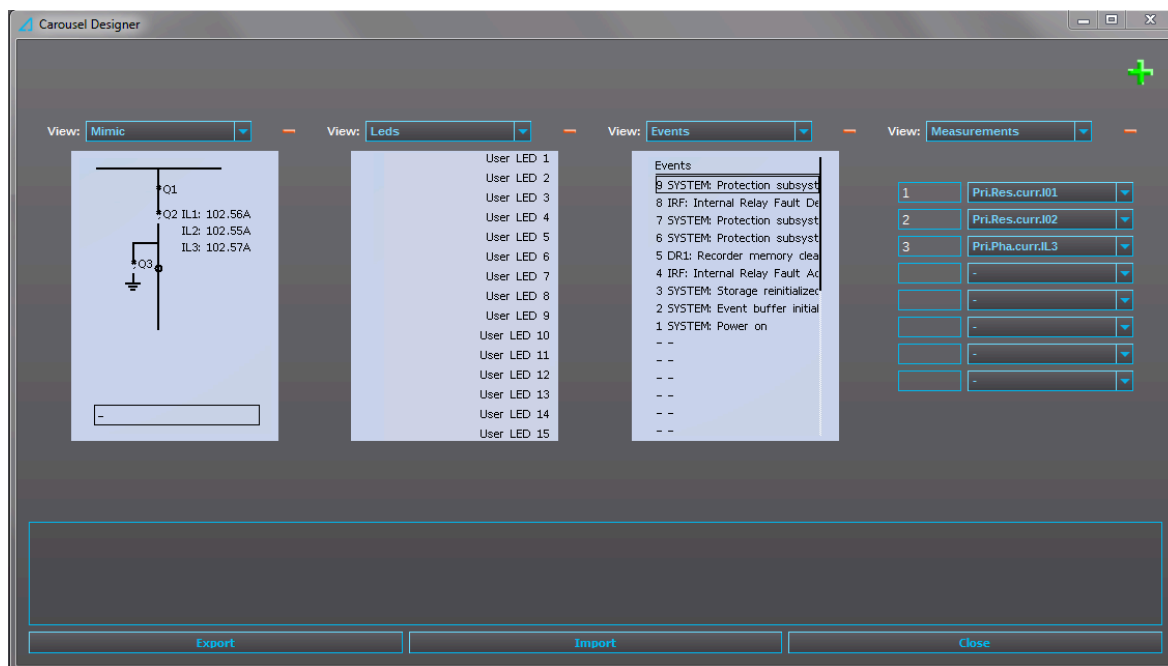 Carousel Designer
View: Mimic
View: Leds
View: Events
View: Measurements
Q1
Q2 IL1: 102.56A
IL2: 102.55A
IL3: 102.57A
Q3
-
User LED 1
User LED 2
User LED 3
User LED 4
User LED 5
User LED 6
User LED 7
User LED 8
User LED 9
User LED 10
User LED 11
User LED 12
User LED 13
User LED 14
User LED 15
Events
9 SYSTEM: Protection subsyst
8 IRF: Internal Relay Fault De
7 SYSTEM: Protection subsyst
6 SYSTEM: Protection subsyst
5 DR1: Recorder memory clea
4 IRF: Internal Relay Fault Ac
3 SYSTEM: Storage reinitialized
2 SYSTEM: Event buffer initial
1 SYSTEM: Power on
- -
- -
- -
- -
- -
- -
1 Pri.Res.curr.I01
2 Pri.Res.curr.I02
3 Pri.Pha.curr.IL3
-
-
-
-
-
Export
Import
Close